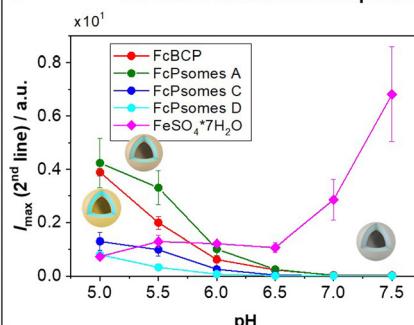 x10¹
0.8
0.6
0.4
0.2
0.0
I max (2nd line) / a.u.
FcBCP
FcPsomes A
FcPsomes C
FcPsomes D
FeSO₄*7H₂O
5.0 5.5 6.0 6.5 7.0 7.5
pH